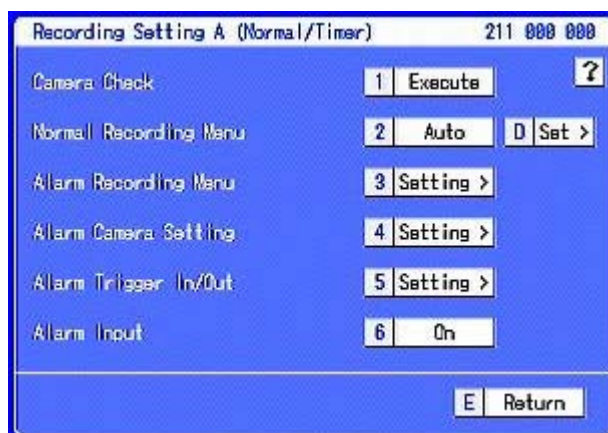 Recording Setting A (Normal/Timer) 211 000 000
?
Camera Check 1 Execute
Normal Recording Menu 2 Auto D Set >
Alarm Recording Menu 3 Setting >
Alarm Camera Setting 4 Setting >
Alarm Trigger In/Out 5 Setting >
Alarm Input 6 On
E Return